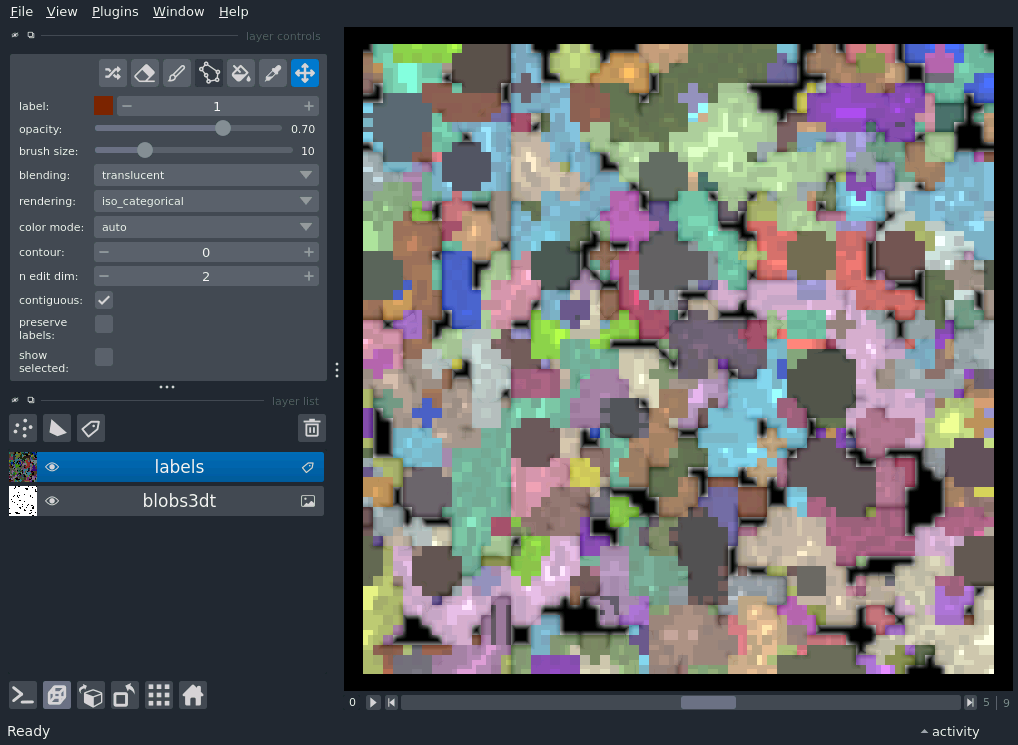 File View Plugins Window Help
layer controls
label: 1
opacity: 0.70
brush size: 10
blending: translucent
rendering: iso_categorical
color mode: auto
contour: 0
n edit dim: 2
contiguous:
preserve
labels:
show
selected:
layer list
labels
blobs3dt
0 5 | 9
Ready activity